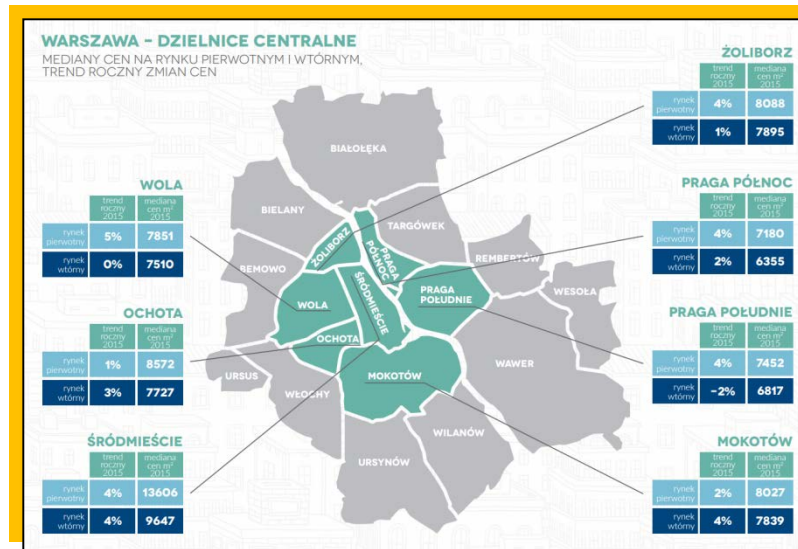 WARSZAWA – DZIELNICE CENTRALNE
MEDIANY CEN NA RYNKU PIERWOTNYM I WTÓRNYM,
TREND ROCZNY ZMIAN CEN
ŻOLIBORZ
trend roczny 2015 mediana cen m² 2015
rynek pierwotny 4% 8088
rynek wtórny 1% 7895
WOLA
trend roczny 2015 mediana cen m² 2015
rynek pierwotny 5% 7851
rynek wtórny 0% 7510
PRAGA PÓŁNOC
trend roczny 2015 mediana cen m² 2015
rynek pierwotny 4% 7180
rynek wtórny 2% 6355
OCHOTA
trend roczny 2015 mediana cen m² 2015
rynek pierwotny 1% 8572
rynek wtórny 3% 7727
PRAGA POŁUDNIE
trend roczny 2015 mediana cen m² 2015
rynek pierwotny 4% 7452
rynek wtórny -2% 6817
ŚRÓDMIEŚCIE
trend roczny 2015 mediana cen m² 2015
rynek pierwotny 4% 13606
rynek wtórny 4% 9647
MOKOTÓW
trend roczny 2015 mediana cen m² 2015
rynek pierwotny 2% 8027
rynek wtórny 4% 7839
BIAŁOŁĘKA
BIELANY
TARGÓWEK
ŻOLIBORZ
PRAGA
PÓŁNOC
REMBERTÓW
BEMOWO
WESOŁA
WOLA
ŚRÓDMIEŚCIE
PRAGA
POŁUDNIE
OCHOTA
URSUS
WŁOCHY
MOKOTÓW
WAWER
WILANÓW
URSYNÓW